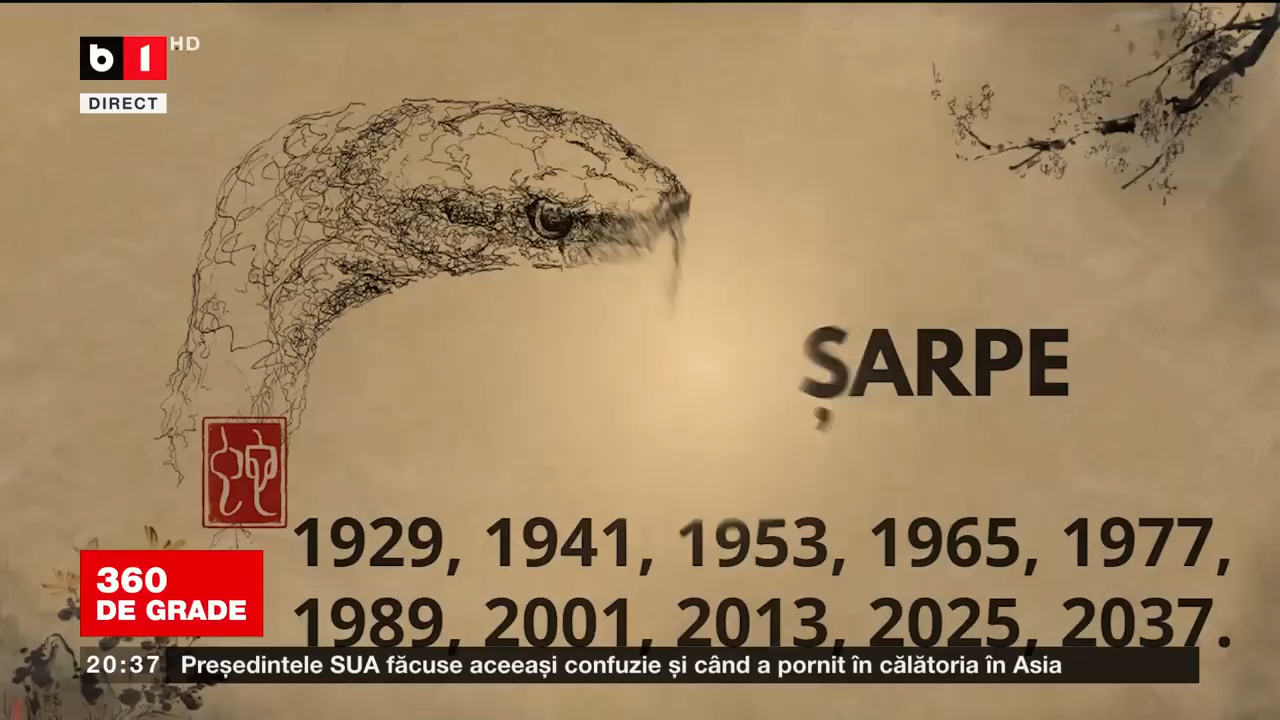 b1 HD
DIRECT
ȘARPE
1929, 1941, 1953, 1965, 1977,
1989, 2001, 2013, 2025, 2037.
360
DE GRADE
20:37 Președintele SUA făcuse aceeași confuzie și când a pornit în călătoria în Asia